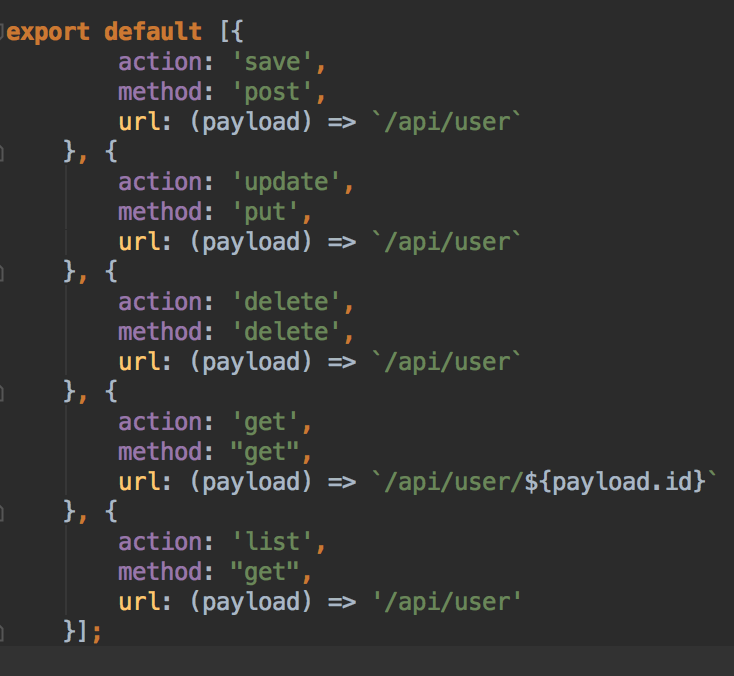 export default [{
        action: 'save',
        method: 'post',
        url: (payload) => `/api/user`
    }, {
        action: 'update',
        method: 'put',
        url: (payload) => `/api/user`
    }, {
        action: 'delete',
        method: 'delete',
        url: (payload) => `/api/user`
    }, {
        action: 'get',
        method: "get",
        url: (payload) => `/api/user/${payload.id}`
    }, {
        action: 'list',
        method: "get",
        url: (payload) => '/api/user'
    }];